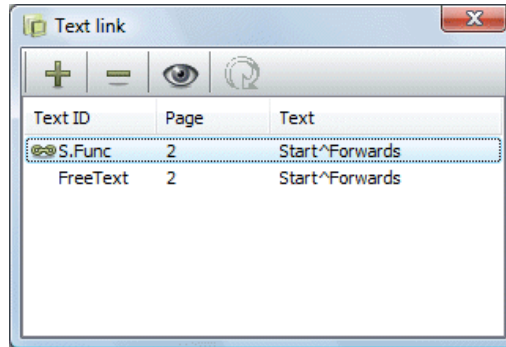 Text link
Text ID Page Text
S.Func 2 Start^Forwards
FreeText 2 Start^Forwards